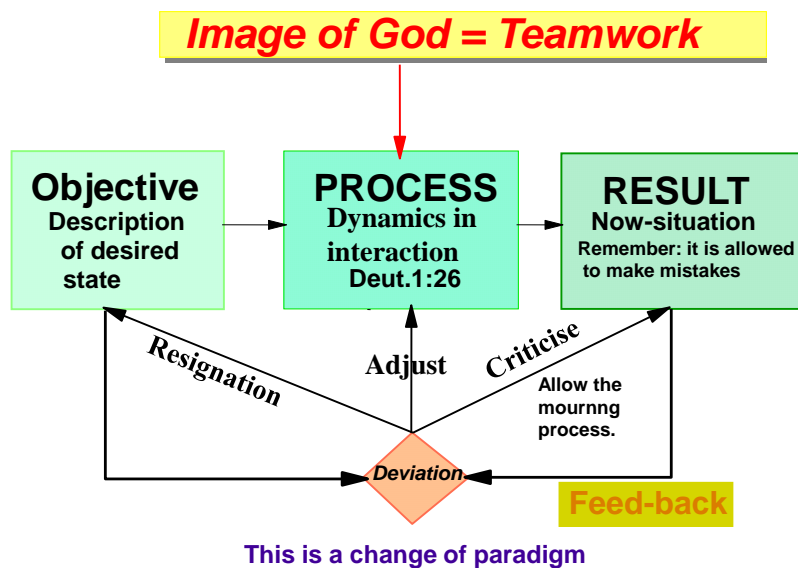 Image of God = Teamwork
Objective
Description
of desired
state
PROCESS
Dynamics in
interaction
Deut.1:26
RESULT
Now-situation
Remember: it is allowed
to make mistakes
Resignation
Adjust
Criticise
Allow the
mournng
process.
Deviation
Feed-back
This is a change of paradigm